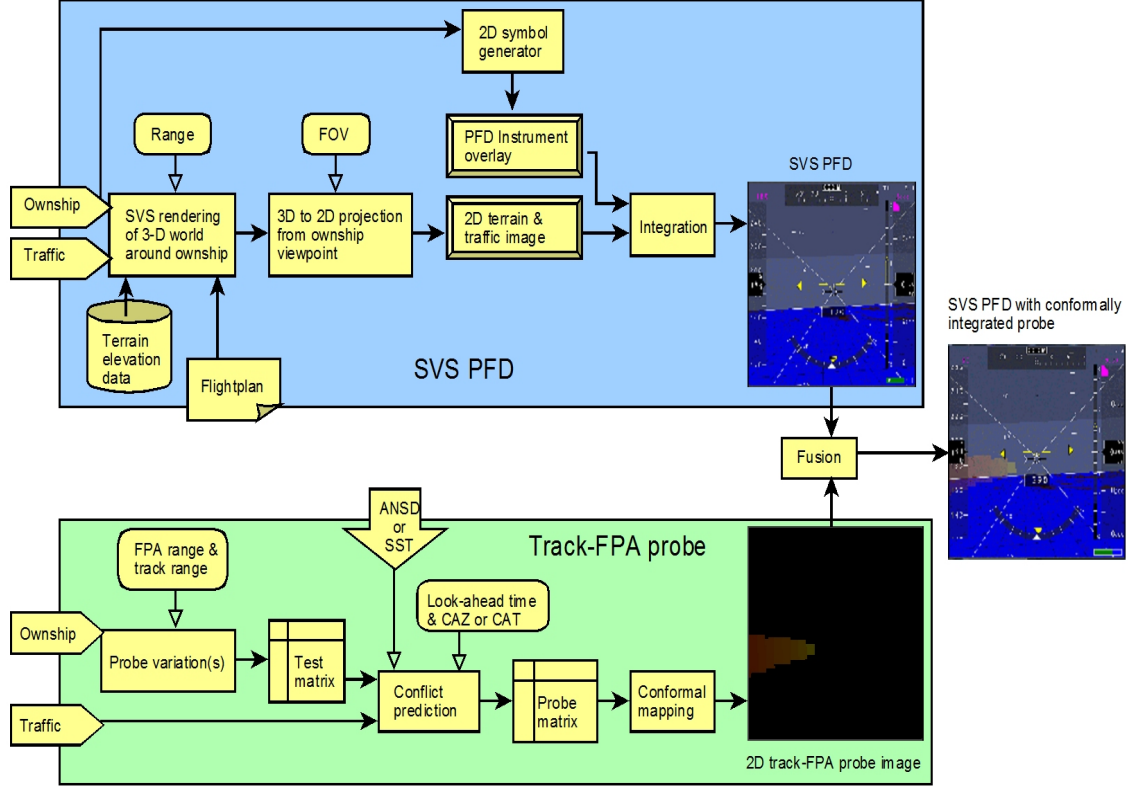 2D symbol
generator
Range
FOV
PFD Instrument
overlay
SVS PFD
Ownship
Traffic
SVS rendering
of 3-D world
around ownship
3D to 2D projection
from ownship
viewpoint
2D terrain &
traffic image
Integration
Terrain
elevation
data
Flightplan
SVS PFD
SVS PFD with conformally
integrated probe
Fusion
ANSD
or
SST
Track-FPA probe
FPA range &
track range
Look-ahead time
& CAZ or CAT
Ownship
Traffic
Probe variation(s)
Test
matrix
Conflict
prediction
Probe
matrix
Conformal
mapping
2D track-FPA probe image